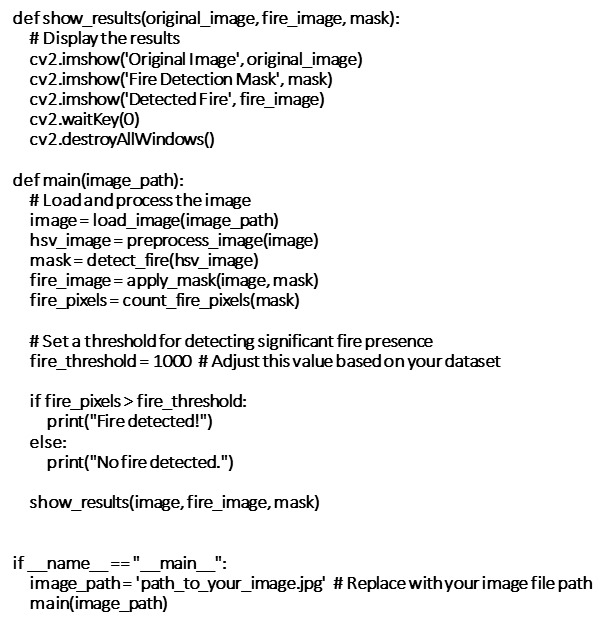 def show_results(original_image, fire_image, mask):
    # Display the results
    cv2.imshow('Original Image', original_image)
    cv2.imshow('Fire Detection Mask', mask)
    cv2.imshow('Detected Fire', fire_image)
    cv2.waitKey(0)
    cv2.destroyAllWindows()

def main(image_path):
    # Load and process the image
    image = load_image(image_path)
    hsv_image = preprocess_image(image)
    mask = detect_fire(hsv_image)
    fire_image = apply_mask(image, mask)
    fire_pixels = count_fire_pixels(mask)

    # Set a threshold for detecting significant fire presence
    fire_threshold = 1000  # Adjust this value based on your dataset

    if fire_pixels > fire_threshold:
        print("Fire detected!")
    else:
        print("No fire detected.")

    show_results(image, fire_image, mask)


if __name__ == "__main__":
    image_path = 'path_to_your_image.jpg'  # Replace with your image file path
    main(image_path)